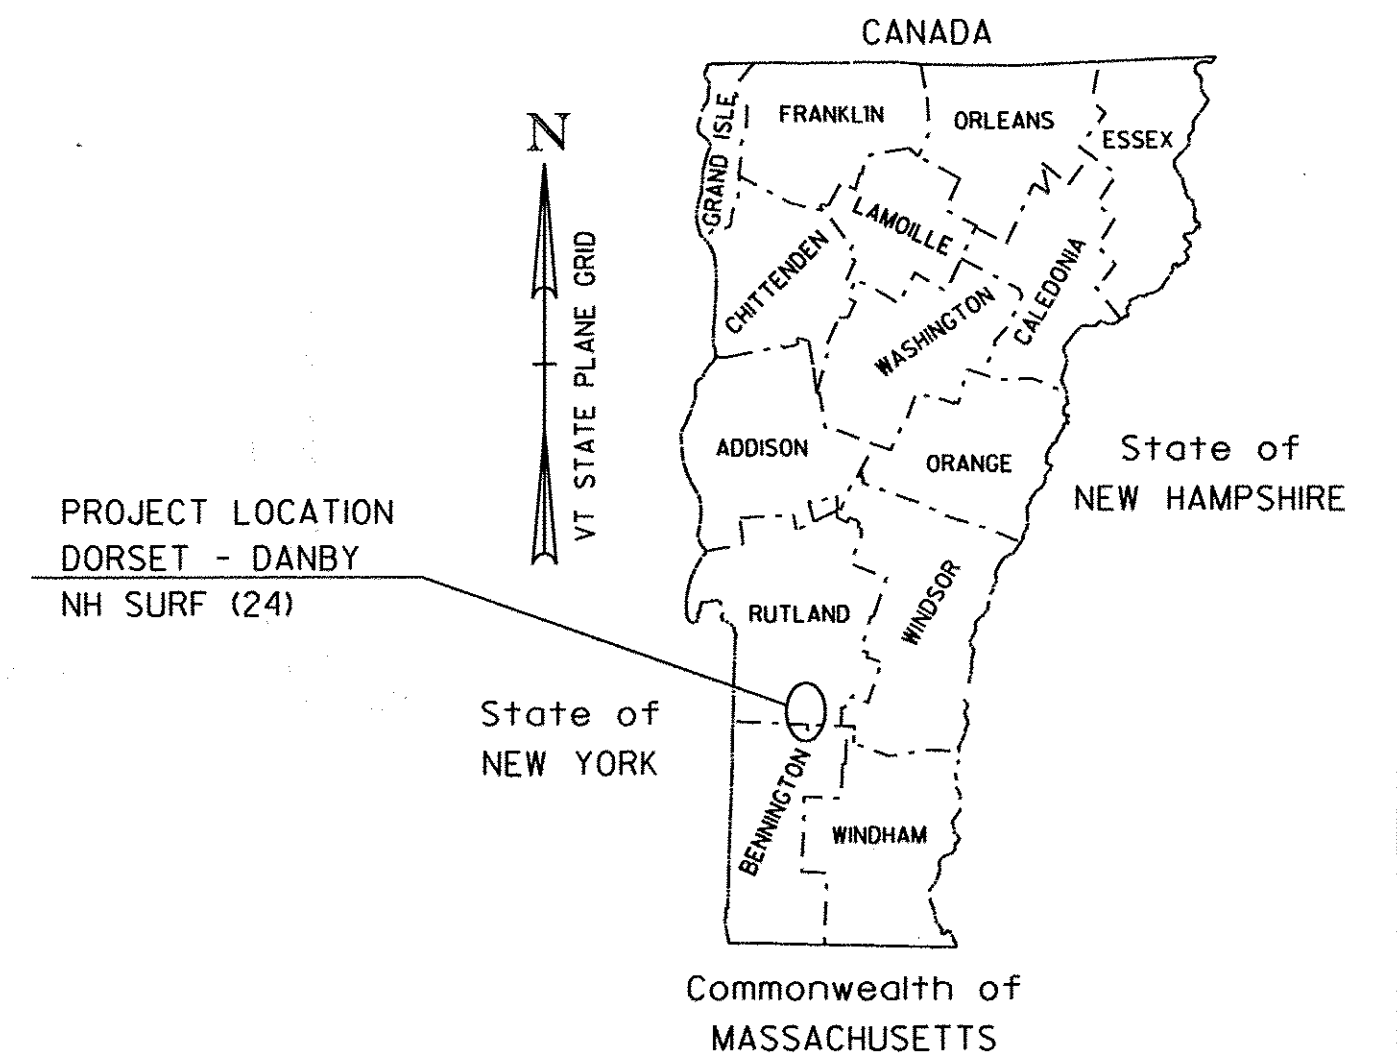 CANADA
N
VT STATE PLANE GRID
GRAND ISLE
FRANKLIN
ORLEANS
ESSEX
LAMOILLE
CHITTENDEN
CALEDONIA
WASHINGTON
ADDISON
ORANGE
State of
NEW HAMPSHIRE
PROJECT LOCATION
DORSET - DANBY
NH SURF (24)
RUTLAND
WINDSOR
State of
NEW YORK
BENNINGTON
WINDHAM
Commonwealth of
MASSACHUSETTS